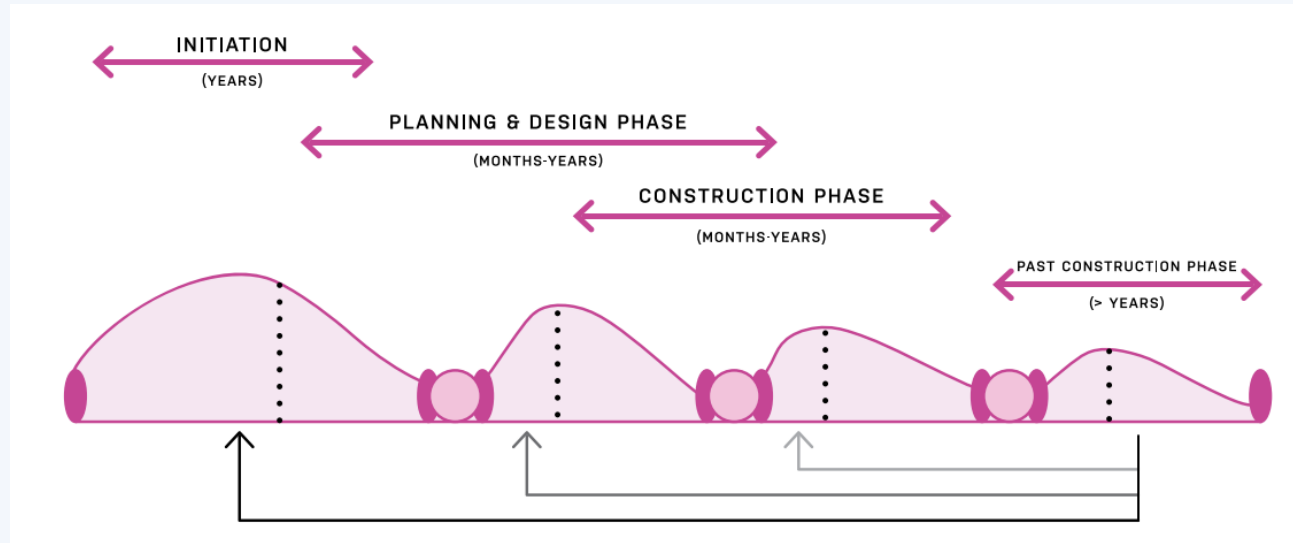 INITIATION
(YEARS)
PLANNING & DESIGN PHASE
(MONTHS-YEARS)
CONSTRUCTION PHASE
(MONTHS-YEARS)
PAST CONSTRUCTION PHASE
(> YEARS)